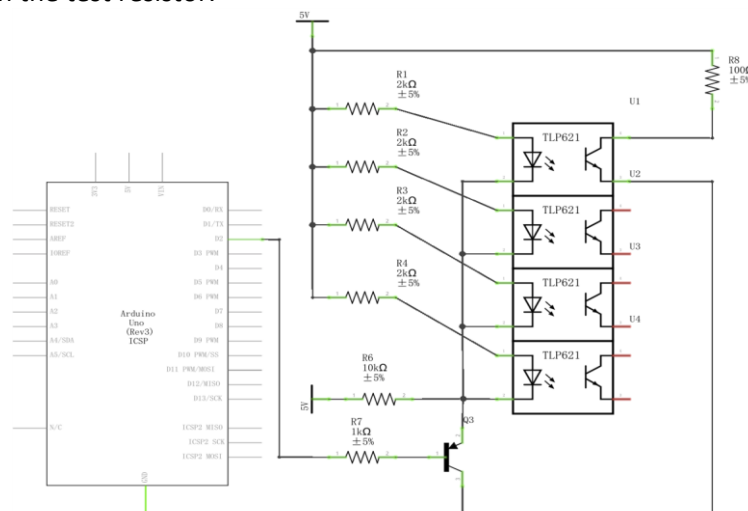 the test resistor.
5V
R1
2kΩ
±5%
R2
2kΩ
±5%
R3
2kΩ
±5%
R4
2kΩ
±5%
R8
100Ω
±5%
U1
TLP621
U2
TLP621
U3
TLP621
U4
TLP621
3V3
5V
VIN
RESET
RESET2
AREF
IOREF
A0
A1
A2
A3
A4/SDA
A5/SCL
N/C
Arduino
Uno
(Rev3)
ICSP
D0/RX
D1/TX
D2
D3 PWM
D4
D5 PWM
D6 PWM
D7
D8
D9 PWM
D10 PWM/SS
D11 PWM/MOSI
D12/MISO
D13/SCK
ICSP2 MISO
ICSP2 SCK
ICSP2 MOSI
GND
5V
R6
10kΩ
±5%
R7
1kΩ
±5%
Q3